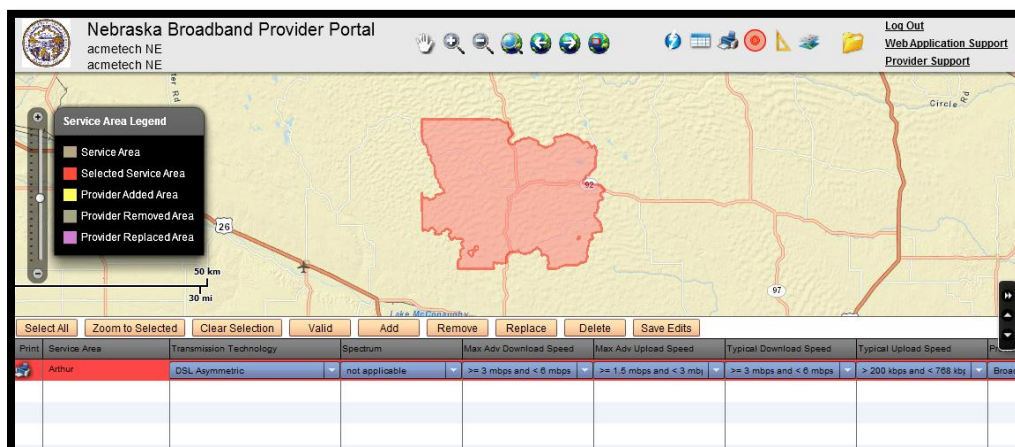 Nebraska Broadband Provider Portal
acmetech NE
acmetech NE
Log Out
Web Application Support
Provider Support
ter Rd
Circle Rd
Service Area Legend
Service Area
Selected Service Area
Provider Added Area
Provider Removed Area
Provider Replaced Area
92
26
50 km
30 mi
97
Lake McConaughy
Select All Zoom to Selected Clear Selection Valid Add Remove Replace Delete Save Edits
Print Service Area Transmission Technology Spectrum Max Adv Download Speed Max Adv Upload Speed Typical Download Speed Typical Upload Speed
Arthur DSL Asymmetric not applicable >= 3 mbps and < 6 mbps >= 1.5 mbps and < 3 mb >= 3 mbps and < 6 mbps > 200 kbps and < 768 kb Broad